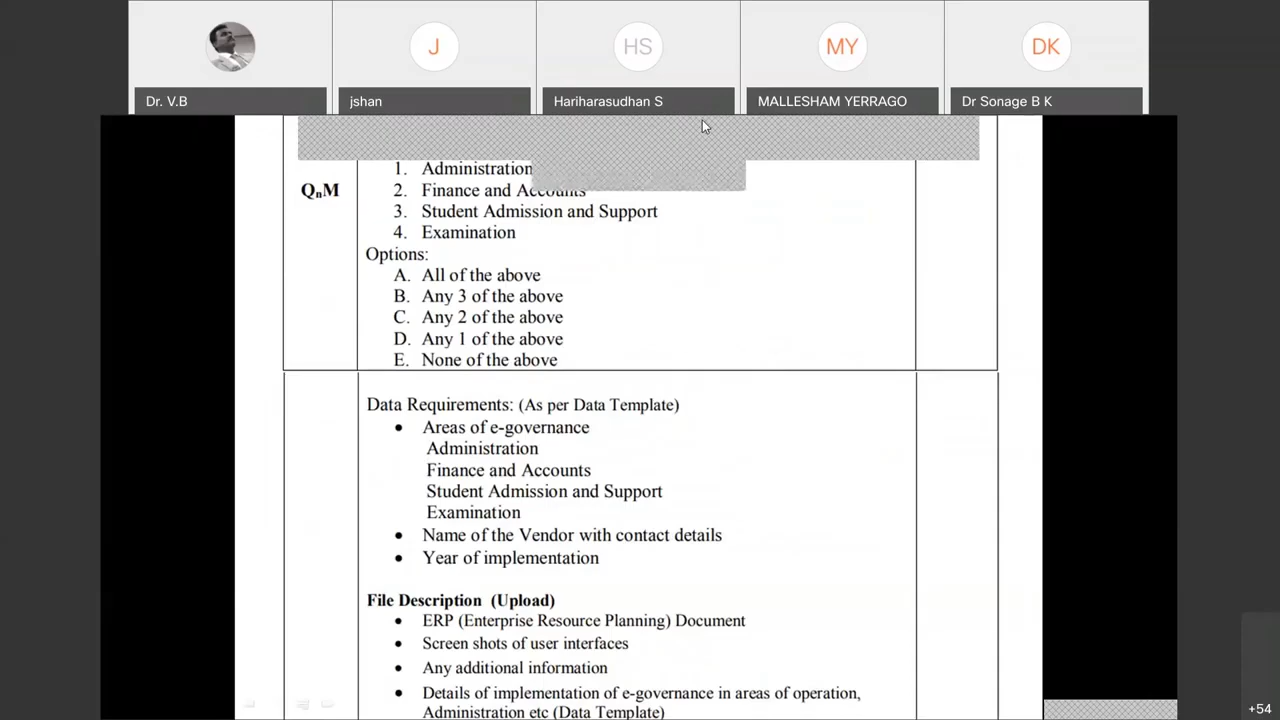 J
HS
MY
DK
Dr. V.B
jshan
Hariharasudhan S
MALLESHAM YERRAGO
Dr Sonage B K
1. Administration
QnM
2. Finance and Accounts
3. Student Admission and Support
4. Examination
Options:
A. All of the above
B. Any 3 of the above
C. Any 2 of the above
D. Any 1 of the above
E. None of the above
Data Requirements: (As per Data Template)
• Areas of e-governance
Administration
Finance and Accounts
Student Admission and Support
Examination
• Name of the Vendor with contact details
• Year of implementation
File Description (Upload)
• ERP (Enterprise Resource Planning) Document
• Screen shots of user interfaces
• Any additional information
• Details of implementation of e-governance in areas of operation,
Administration etc (Data Template)
+54